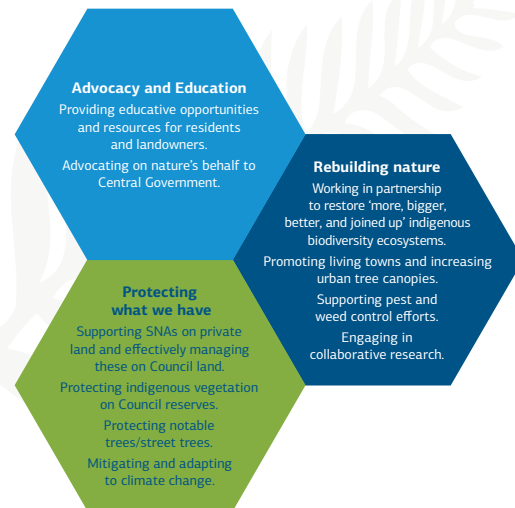 Advocacy and Education
Providing educative opportunities
and resources for residents
and landowners.
Advocating on nature's behalf to
Central Government.
Rebuilding nature
Working in partnership
to restore ‘more, bigger,
better, and joined up’ indigenous
biodiversity ecosystems.
Promoting living towns and increasing
urban tree canopies.
Supporting pest and
weed control efforts.
Engaging in
collaborative research.
Protecting
what we have
Supporting SNAs on private
land and effectively managing
these on Council land.
Protecting indigenous vegetation
on Council reserves.
Protecting notable
trees/street trees.
Mitigating and adapting
to climate change.